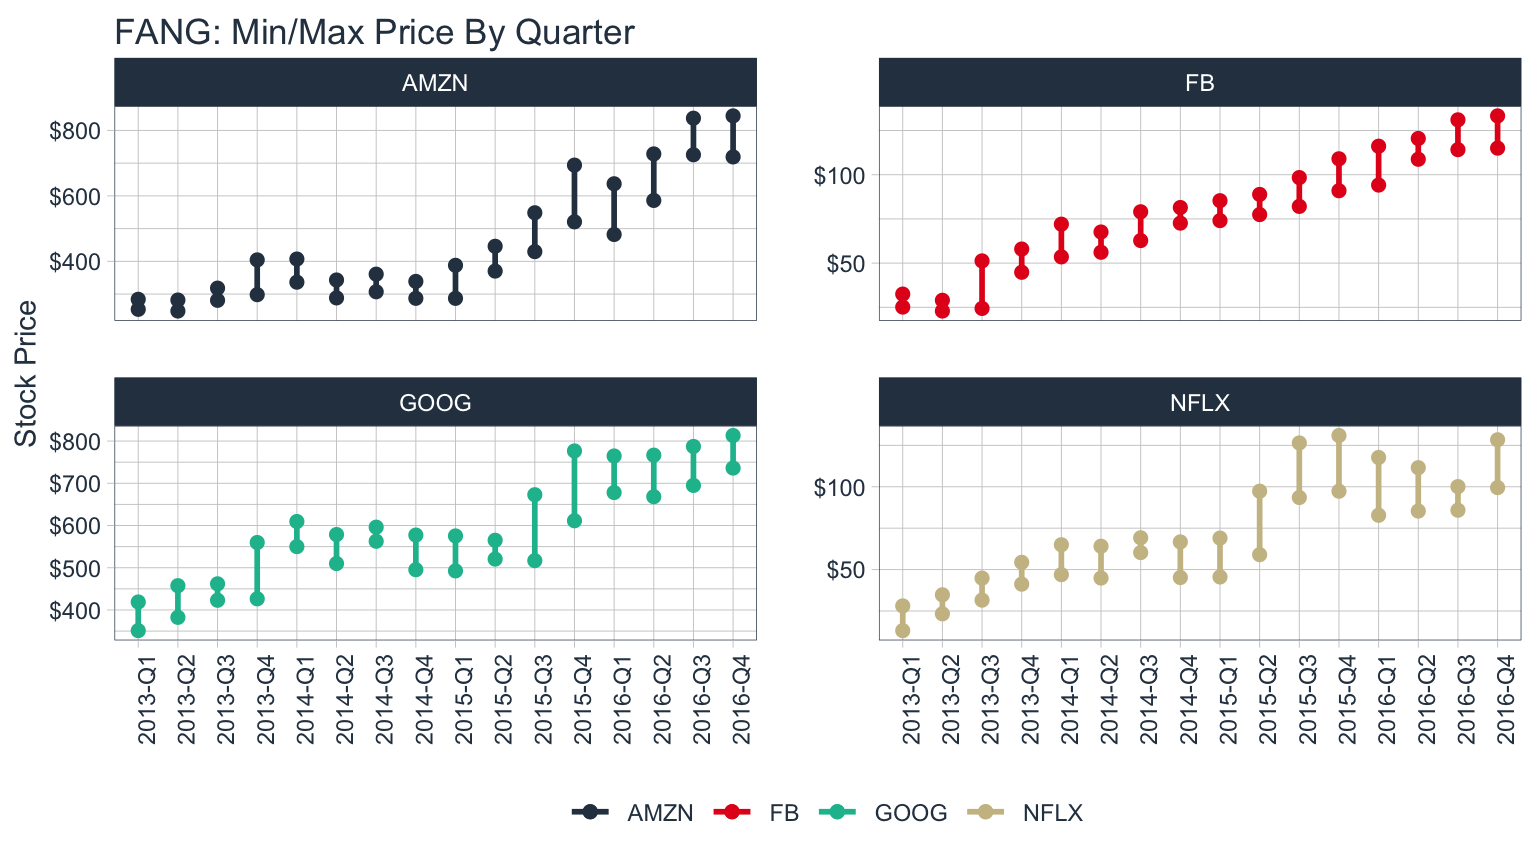 FANG: Min/Max Price By Quarter
AMZN
$800
$600
$400
FB
$100
$50
Stock Price
GOOG
$800
$700
$600
$500
$400
2013-Q1
2013-Q2
2013-Q3
2013-Q4
2014-Q1
2014-Q2
2014-Q3
2014-Q4
2015-Q1
2015-Q2
2015-Q3
2015-Q4
2016-Q1
2016-Q2
2016-Q3
2016-Q4
NFLX
$100
$50
2013-Q1
2013-Q2
2013-Q3
2013-Q4
2014-Q1
2014-Q2
2014-Q3
2014-Q4
2015-Q1
2015-Q2
2015-Q3
2015-Q4
2016-Q1
2016-Q2
2016-Q3
2016-Q4
AMZN FB GOOG NFLX